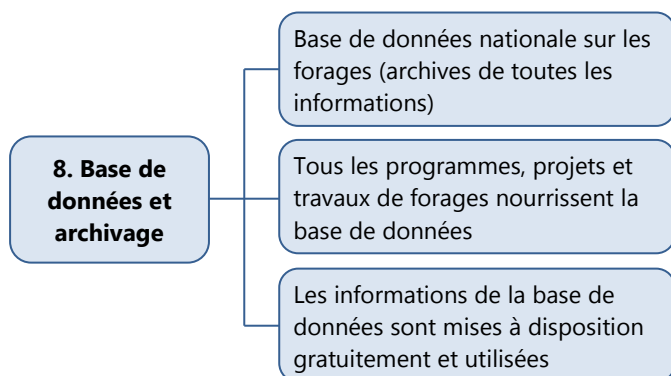 8. Base de
données et
archivage
Base de données nationale sur les
forages (archives de toutes les
informations)
Tous les programmes, projets et
travaux de forages nourrissent la
base de données
Les informations de la base de
données sont mises à disposition
gratuitement et utilisées